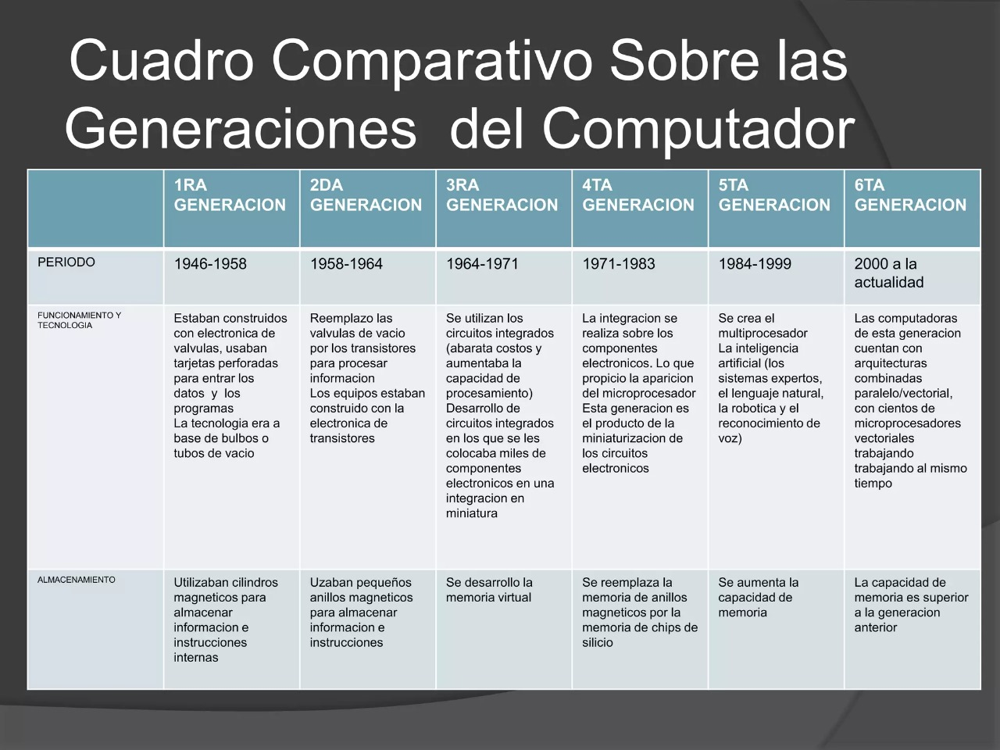 Cuadro Comparativo Sobre las
Generaciones  del Computador
1RA
GENERACION
2DA
GENERACION
3RA
GENERACION
4TA
GENERACION
5TA
GENERACION
6TA
GENERACION
PERIODO
1946-1958
1958-1964
1964-1971
1971-1983
1984-1999
2000 a la
actualidad
FUNCIONAMIENTO Y
TECNOLOGIA
Estaban construidos
con electronica de
valvulas, usaban
tarjetas perforadas
para entrar los
datos  y  los
programas
La tecnologia era a
base de bulbos o
tubos de vacio
Reemplazo las
valvulas de vacio
por los transistores
para procesar
informacion
Los equipos estaban
construido con la
electronica de
transistores
Se utilizan los
circuitos integrados
(abarata costos y
aumentaba la
capacidad de
procesamiento)
Desarrollo de
circuitos integrados
en los que se les
colocaba miles de
componentes
electronicos en una
integracion en
miniatura
La integracion se
realiza sobre los
componentes
electronicos. Lo que
propicio la aparicion
del microprocesador
Esta generacion es
el producto de la
miniaturizacion de
los circuitos
electronicos
Se crea el
multiprocesador
La inteligencia
artificial (los
sistemas expertos,
el lenguaje natural,
la robotica y el
reconocimiento de
voz)
Las computadoras
de esta generacion
cuentan con
arquitecturas
combinadas
paralelo/vectorial,
con cientos de
microprocesadores
vectoriales
trabajando
trabajando al mismo
tiempo
ALMACENAMIENTO
Utilizaban cilindros
magneticos para
almacenar
informacion e
instrucciones
internas
Uzaban pequeños
anillos magneticos
para almacenar
informacion e
instrucciones
Se desarrollo la
memoria virtual
Se reemplaza la
memoria de anillos
magneticos por la
memoria de chips de
silicio
Se aumenta la
capacidad de
memoria
La capacidad de
memoria es superior
a la generacion
anterior